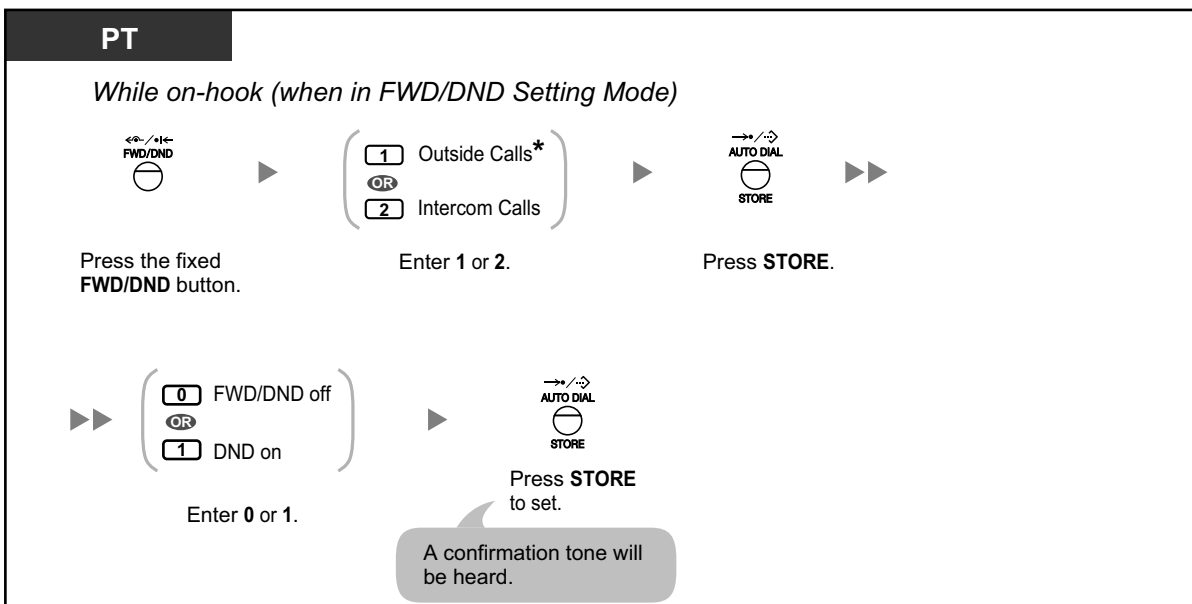 PT
While on-hook (when in FWD/DND Setting Mode)
FWD/DND
1 Outside Calls*
OR
2 Intercom Calls
AUTO DIAL
STORE
Press the fixed
FWD/DND button.
Enter 1 or 2.
Press STORE.
0 FWD/DND off
OR
1 DND on
AUTO DIAL
STORE
Enter 0 or 1.
Press STORE
to set.
A confirmation tone will
be heard.